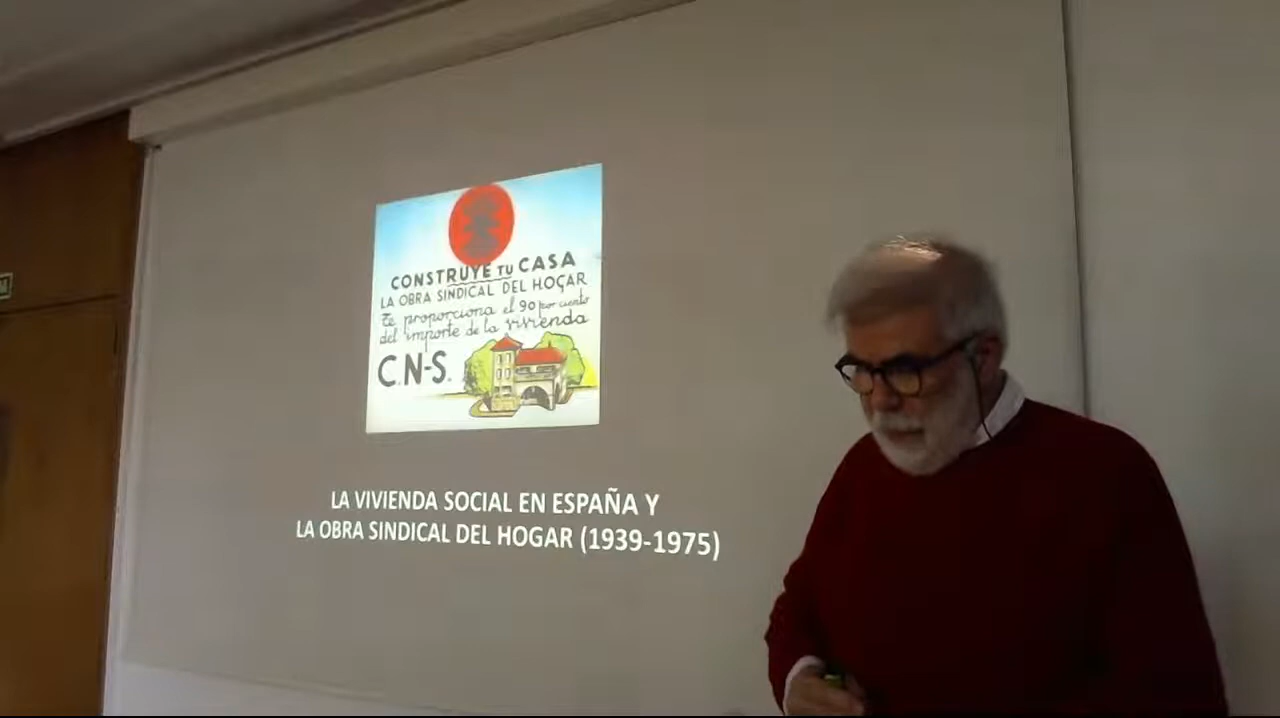 CONSTRUYE TU CASA
LA OBRA SINDICAL DEL HOGAR
Te proporciona el 90 por ciento
del importe de la vivienda
C.N-S.
LA VIVIENDA SOCIAL EN ESPAÑA Y
LA OBRA SINDICAL DEL HOGAR (1939-1975)